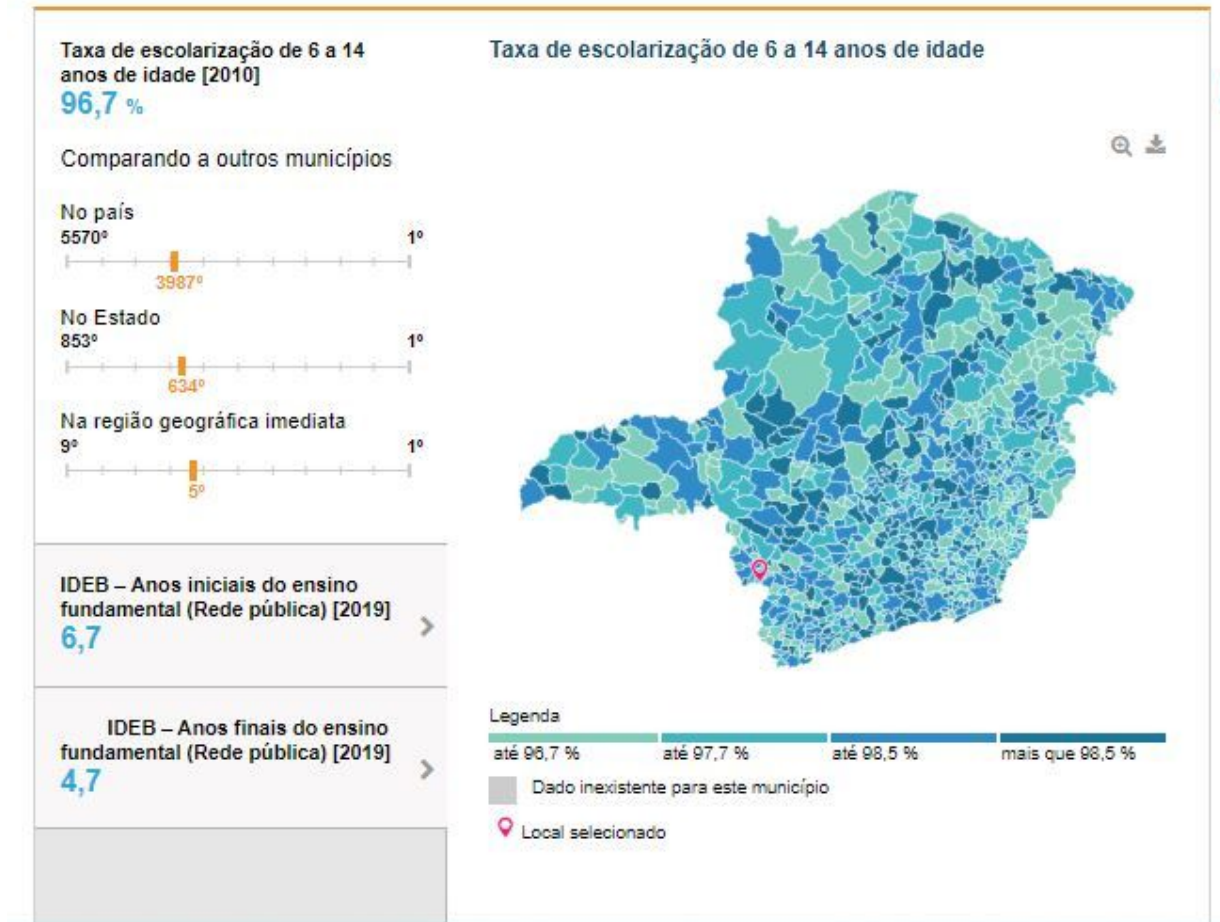 Taxa de escolarização de 6 a 14
anos de idade [2010]
96,7 %
Comparando a outros municípios
No país
5570º 1º
3987º
No Estado
853º 1º
634º
Na região geográfica imediata
9º 1º
5º
IDEB – Anos iniciais do ensino
fundamental (Rede pública) [2019]
6,7
IDEB – Anos finais do ensino
fundamental (Rede pública) [2019]
4,7
Taxa de escolarização de 6 a 14 anos de idade
Legenda
até 96,7 % até 97,7 % até 98,5 % mais que 98,5 %
Dado inexistente para este município
Local selecionado